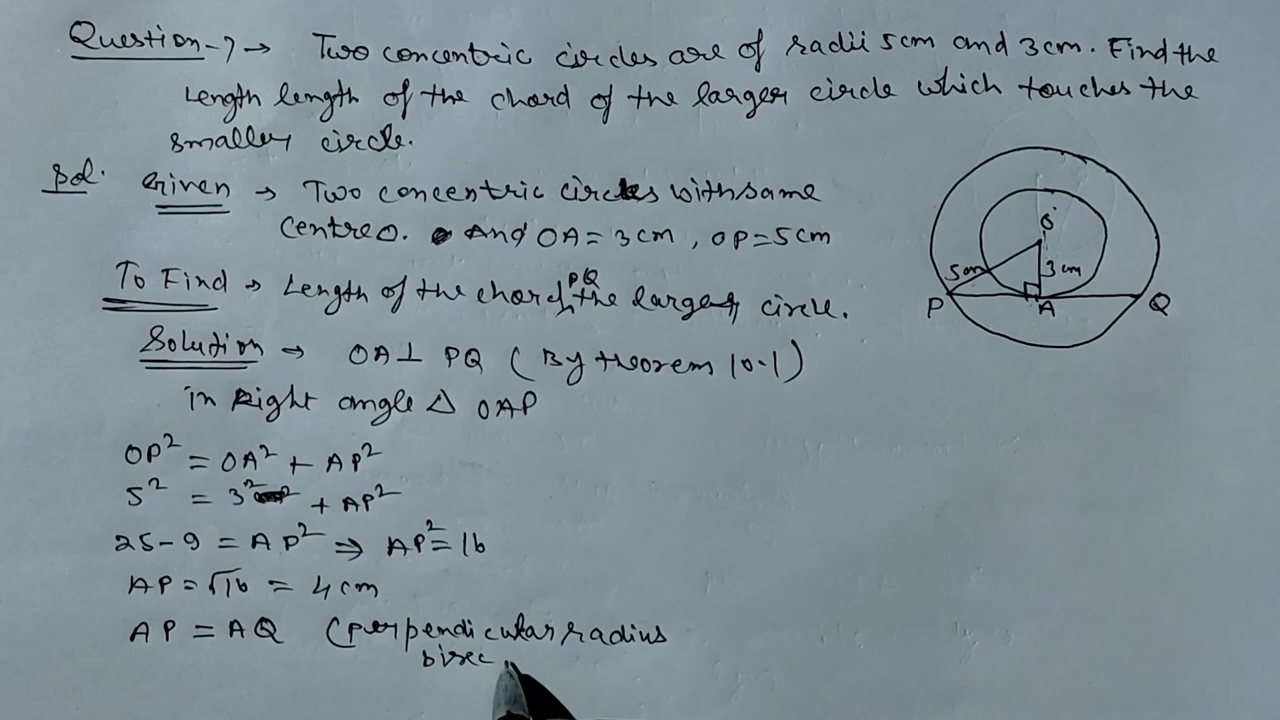 Question-7→ Two concentric circles are of radii 5cm and 3cm. Find the
Length length of the chord of the larger circle which touches the
smaller circle.
Sol. Given → Two concentric circles with same
Centre O. And OA = 3cm, OP=5cm
To Find → Length of the chord PQ, the larger circle.
Solution → OA⊥ PQ (By theorem 10.1)
in Right angle △ OAP
OP² = OA² + AP²
5² = 3² + AP²
25-9 = AP² ⇒ AP² = 16
AP = √16 = 4cm
AP = AQ (perpendicular radius
bisec
O
5cm
3cm
P
A
Q